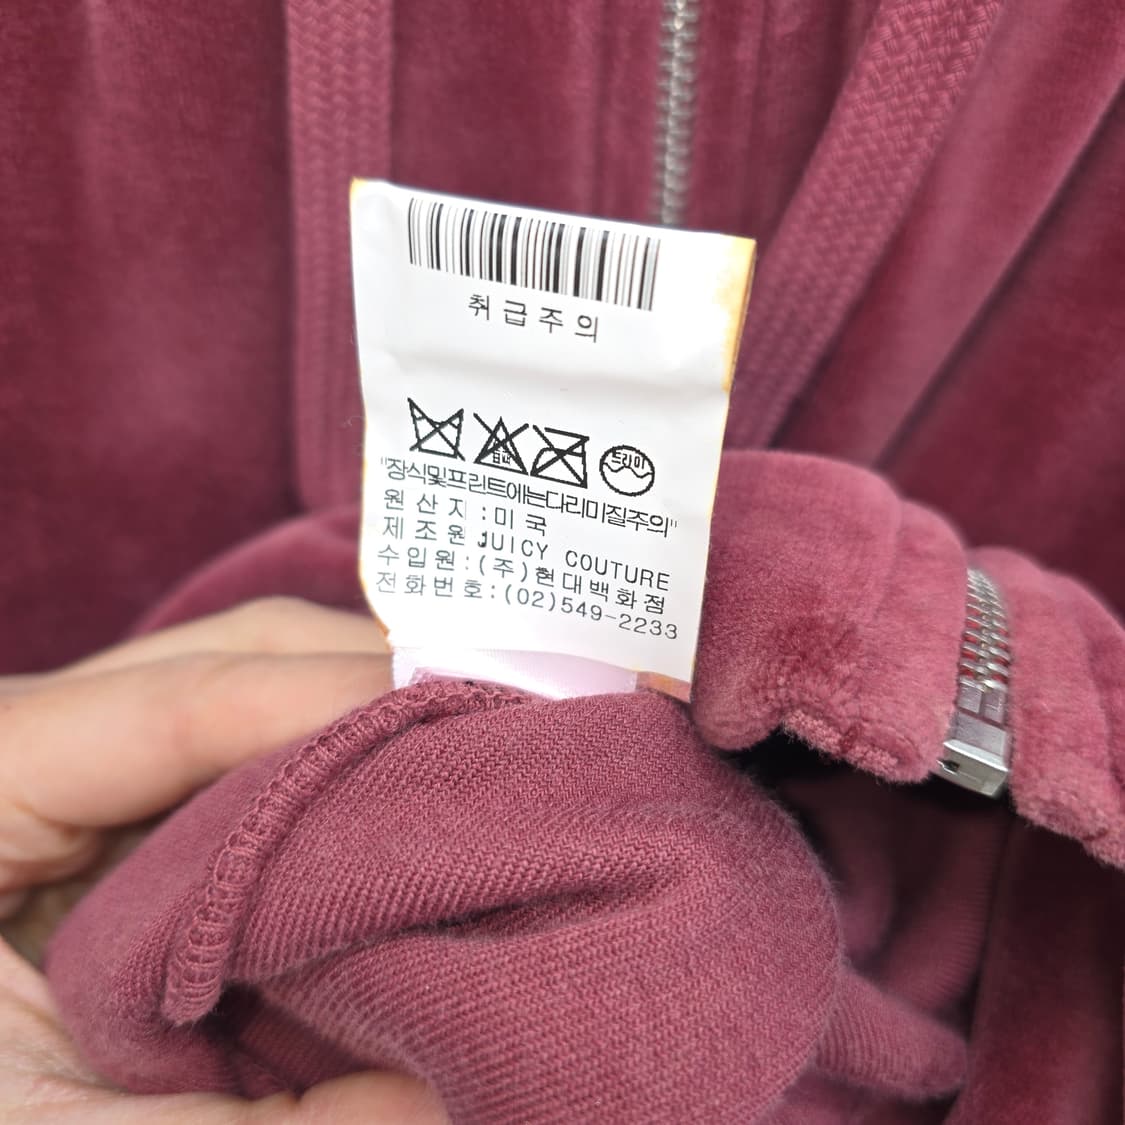 취급주의
표백
드라이
"장식및프린트에는다리미질주의"
원산지:미국
제조원:JUICY COUTURE
수입원:(주)현대백화점
전화번호:(02)549-2233